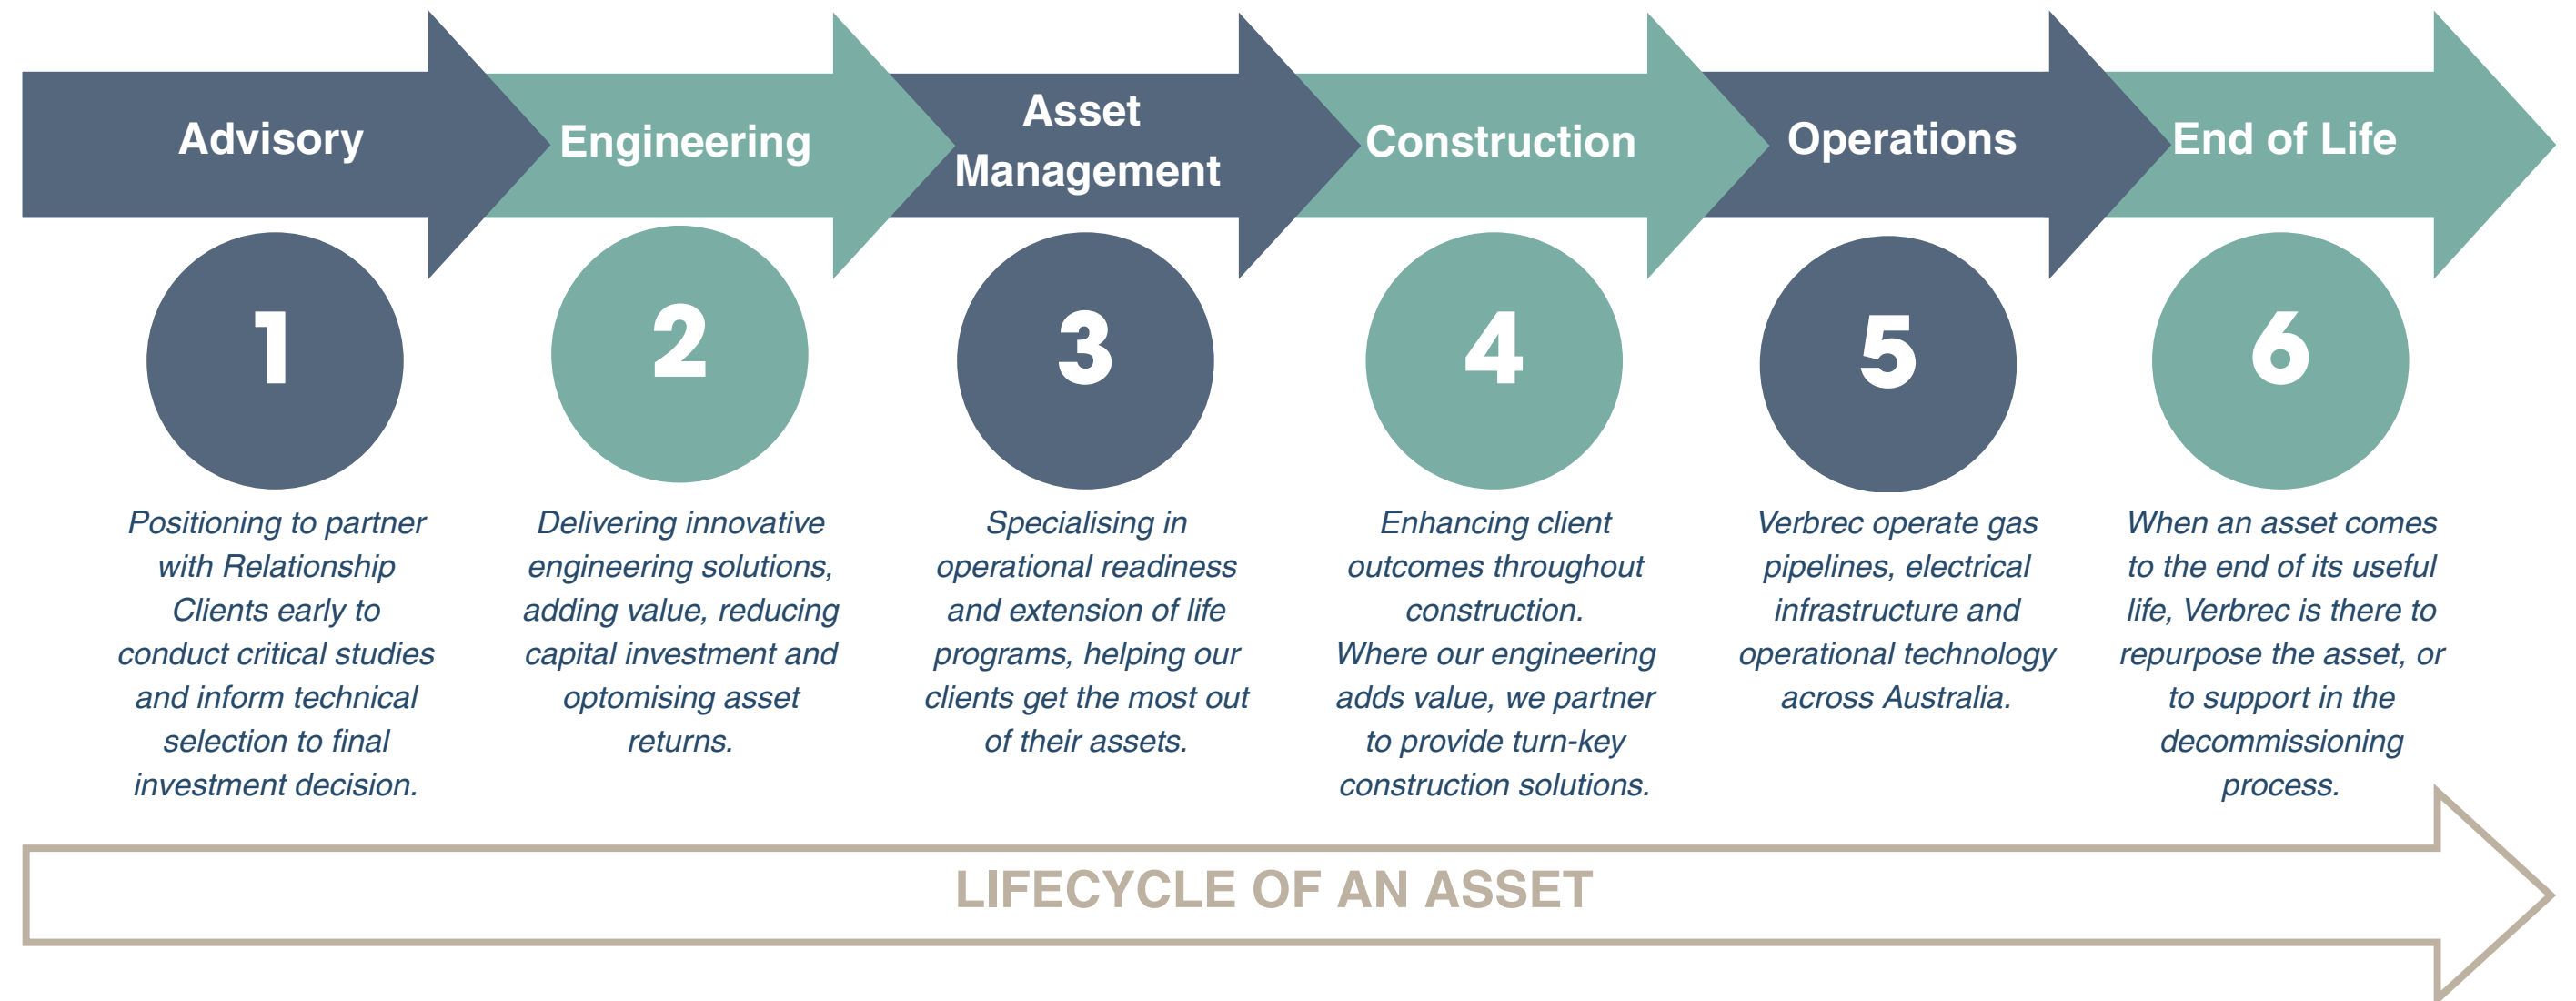 Advisory
Engineering
Asset
Management
Construction
Operations
End of Life
1
2
3
4
5
6
Positioning to partner
with Relationship
Clients early to
conduct critical studies
and inform technical
selection to final
investment decision.
Delivering innovative
engineering solutions,
adding value, reducing
capital investment and
optomising asset
returns.
Specialising in
operational readiness
and extension of life
programs, helping our
clients get the most out
of their assets.
Enhancing client
outcomes throughout
construction.
Where our engineering
adds value, we partner
to provide turn-key
construction solutions.
Verbrec operate gas
pipelines, electrical
infrastructure and
operational technology
across Australia.
When an asset comes
to the end of its useful
life, Verbrec is there to
repurpose the asset, or
to support in the
decommissioning
process.
LIFECYCLE OF AN ASSET